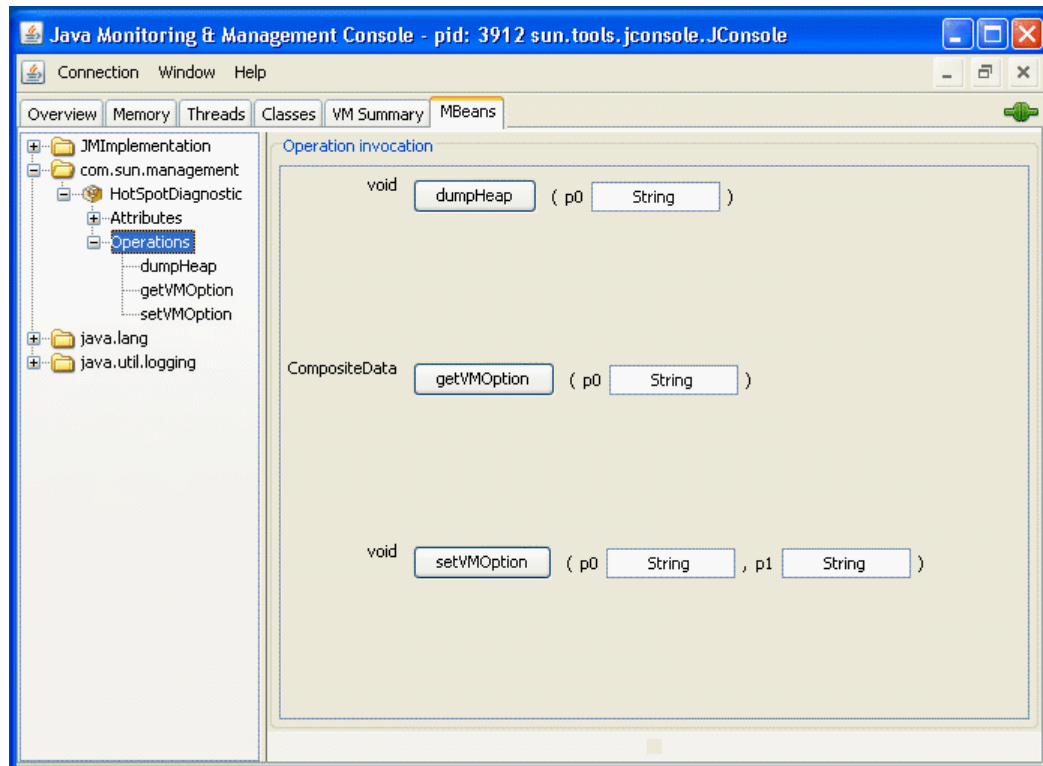 Java Monitoring & Management Console - pid: 3912 sun.tools.jconsole.JConsole
Connection Window Help
Overview Memory Threads Classes VM Summary MBeans
JMImplementation
com.sun.management
HotSpotDiagnostic
Attributes
Operations
dumpHeap
getVMOption
setVMOption
java.lang
java.util.logging
Operation invocation
void dumpHeap ( p0 String )
CompositeData getVMOption ( p0 String )
void setVMOption ( p0 String , p1 String )